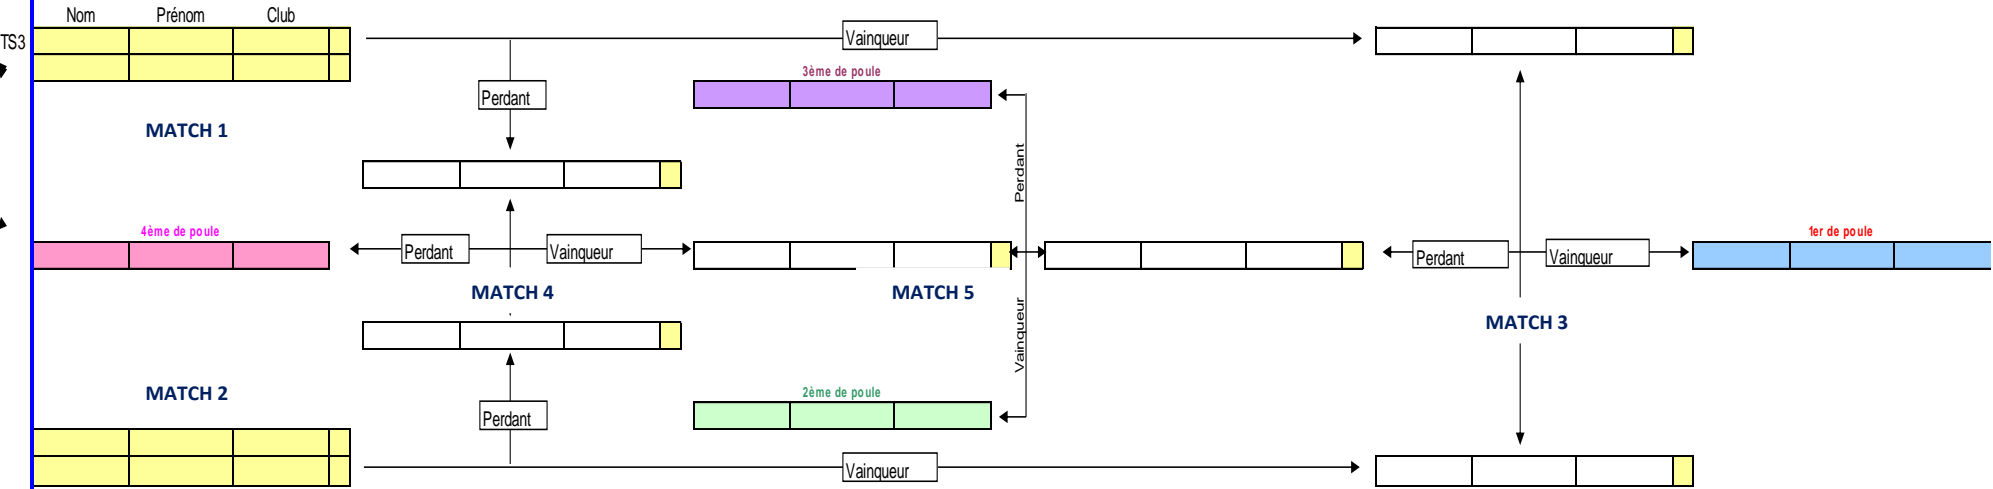 Nom Prénom Club
TS3
Vainqueur
3ème de poule
Perdant
MATCH 1
Perdant
4ème de poule
1er de poule
Perdant
Vainqueur
Perdant
Vainqueur
MATCH 4
MATCH 5
Vainqueur
MATCH 3
MATCH 2
2ème de poule
Perdant
Vainqueur